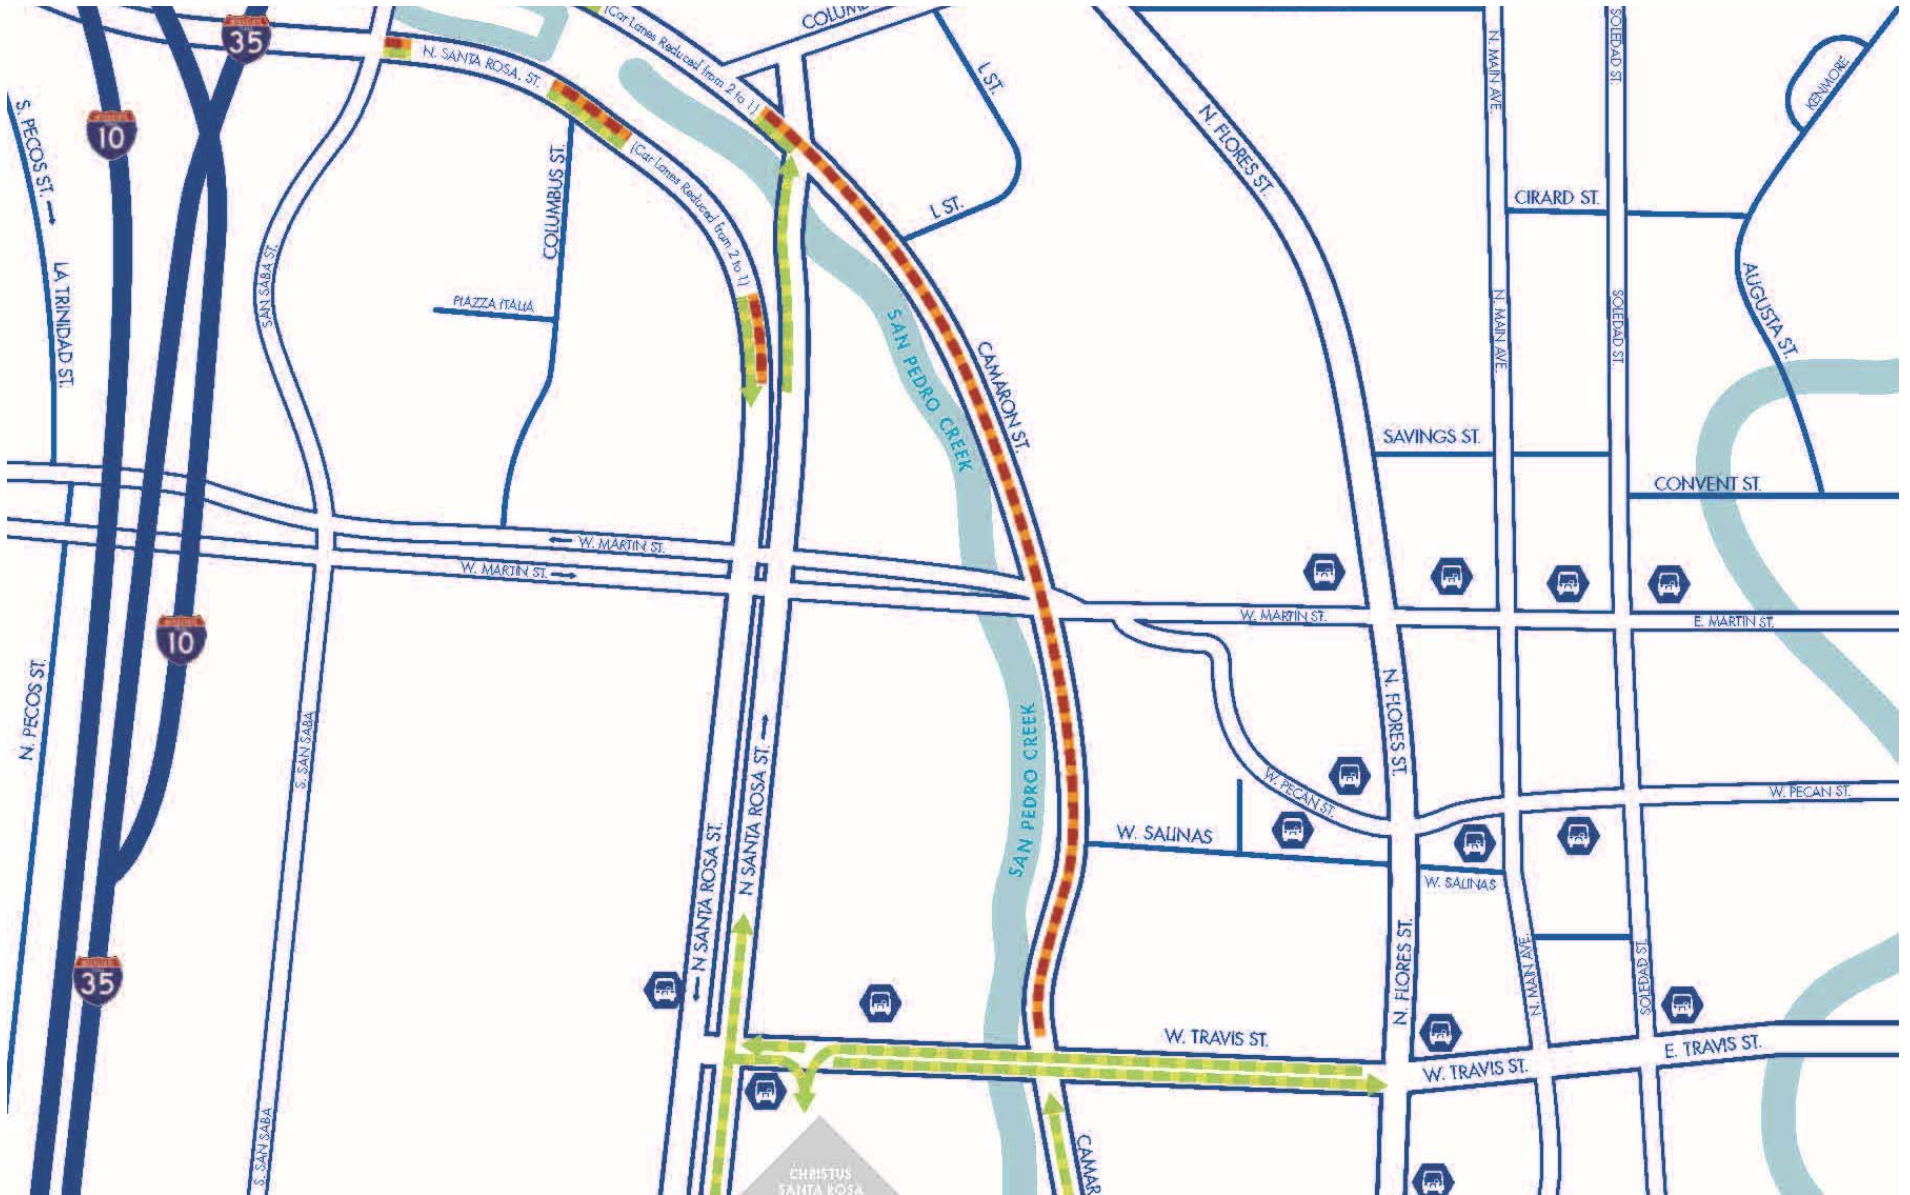 35
COLUM
(Car Lanes Reduced from 2 to 1)
N. SANTA ROSA. ST.
L ST.
N. MAIN AVE.
SOLEDAD ST.
KENMORE
10
S. PECOS ST.
N. FLORES ST.
COLUMBUS ST.
(Car Lanes Reduced from 2 to 1)
CIRARD ST.
L ST.
SAN SABA ST.
LA TRINIDAD ST.
PIAZZA ITALIA
SAN PEDRO CREEK
CAMARON ST.
N. MAIN AVE.
SOLEDAD ST.
AUGUSTA ST.
SAVINGS ST.
CONVENT ST.
W. MARTIN ST.
W. MARTIN ST.
W. MARTIN ST.
E. MARTIN ST.
10
N. PECOS ST.
S. SAN SABA
N SANTA ROSA ST.
SAN PEDRO CREEK
N. FLORES ST.
W. PECAN ST.
W. PECAN ST.
W. SALINAS
W. SALINAS
N SANTA ROSA ST.
35
N. FLORES ST.
N. MAIN AVE.
SOLEDAD ST.
W. TRAVIS ST.
E. TRAVIS ST.
W. TRAVIS ST.
S. SAN SABA
CAMAR
CHRISTUS
SANTA ROSA